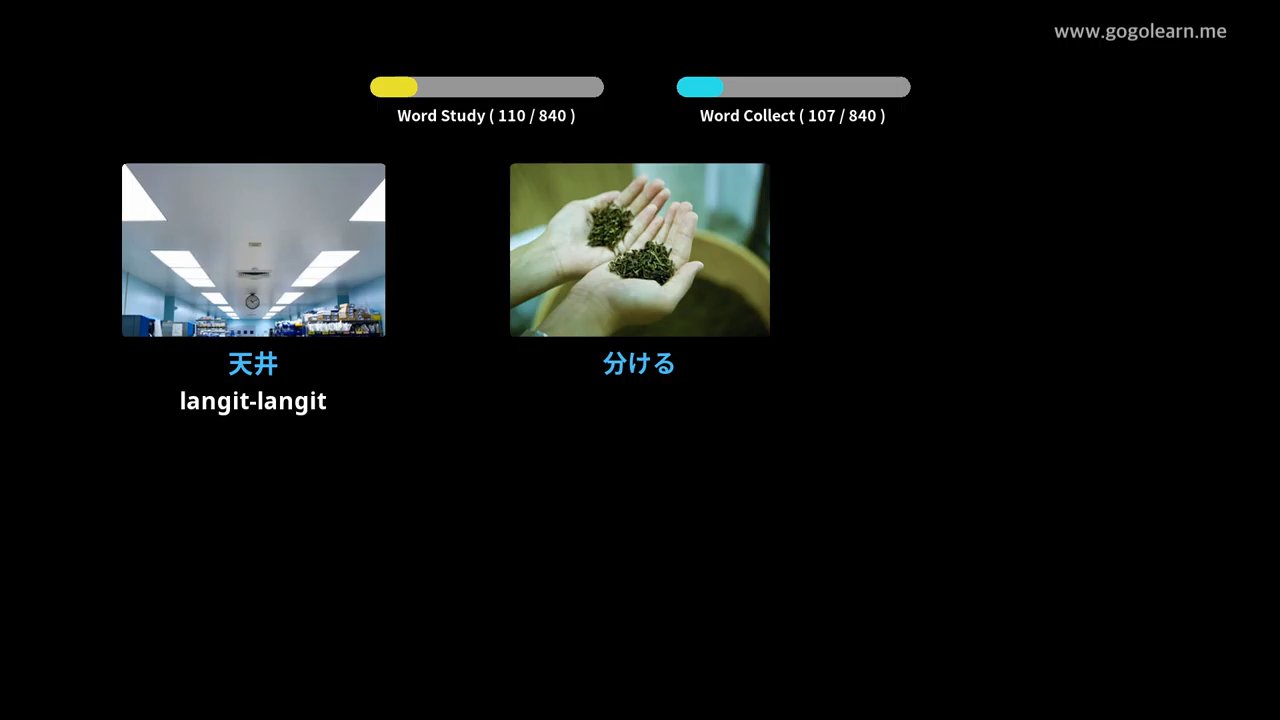 www.gogolearn.me
Word Study ( 110 / 840 )
Word Collect ( 107 / 840 )
天井
langit-langit
分ける